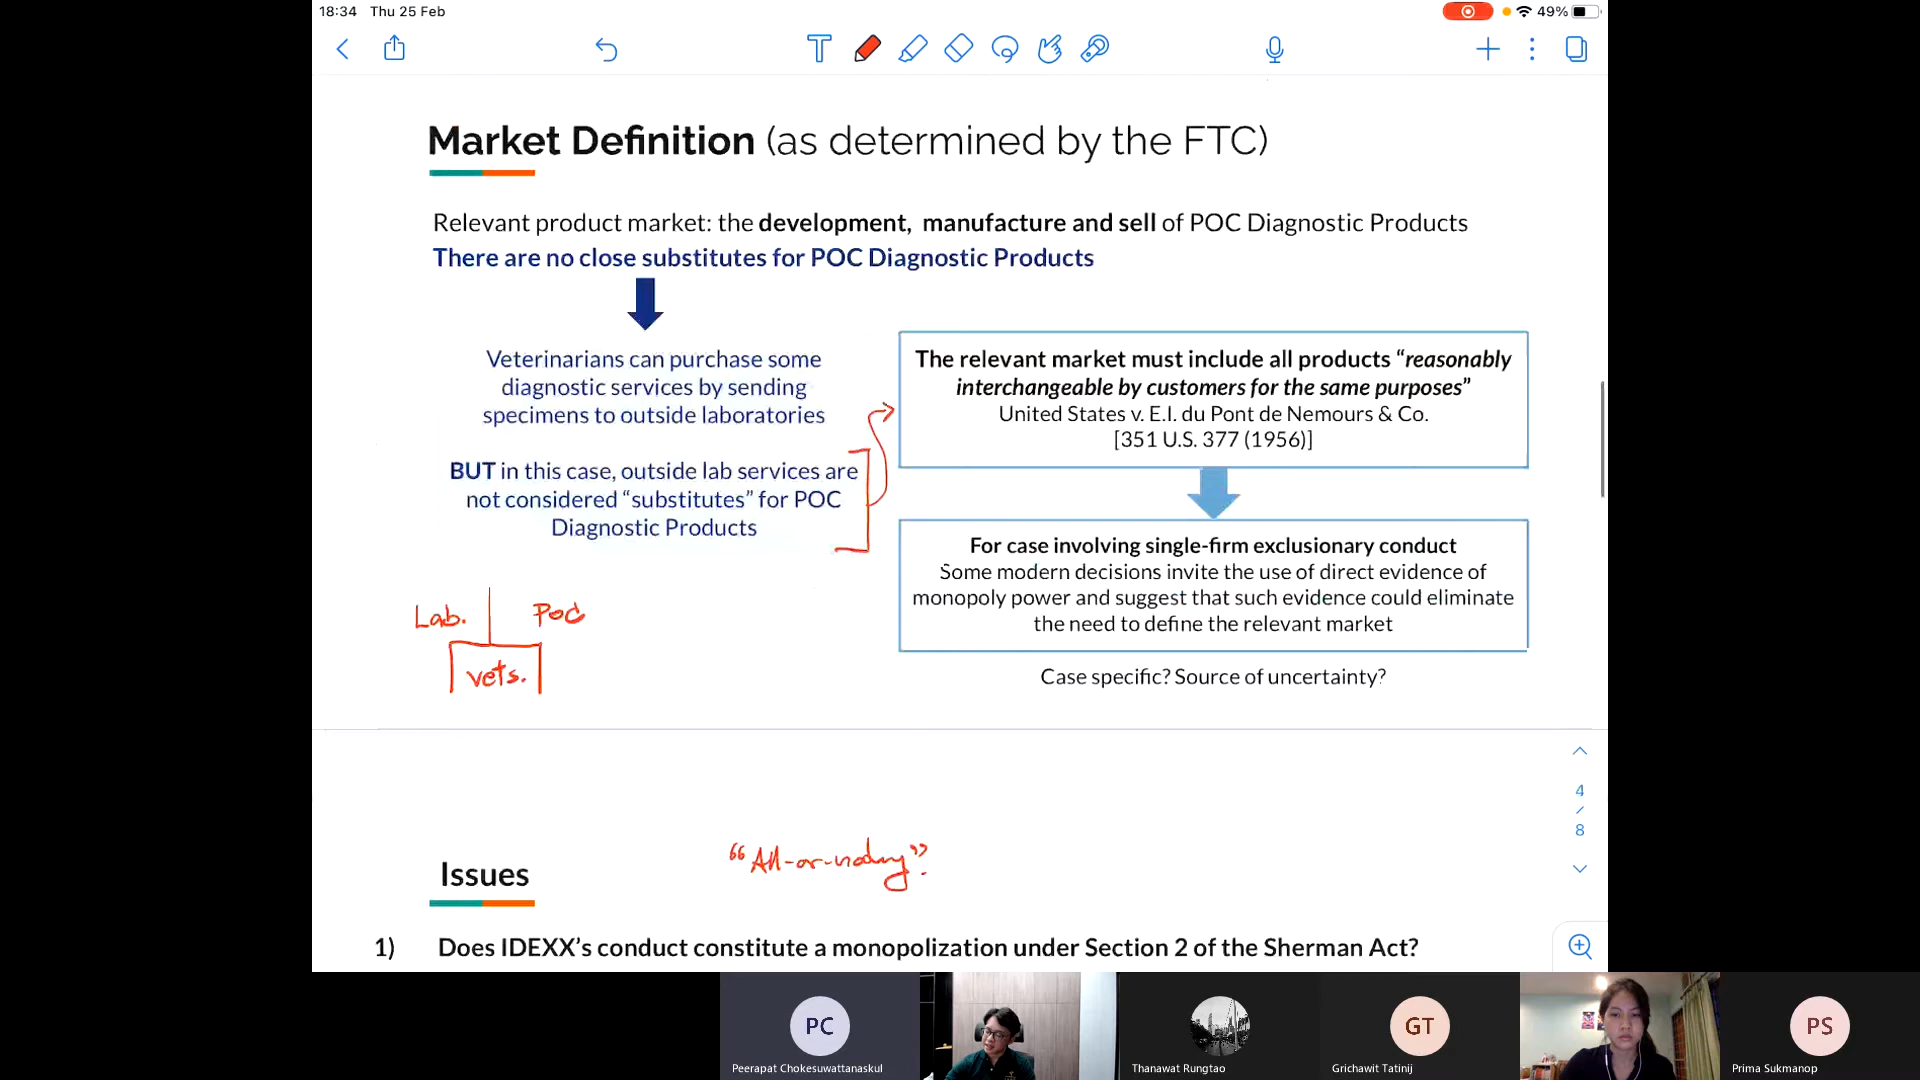 18:34 Thu 25 Feb
49%
Market Definition (as determined by the FTC)
Relevant product market: the development, manufacture and sell of POC Diagnostic Products
There are no close substitutes for POC Diagnostic Products
Veterinarians can purchase some
diagnostic services by sending
specimens to outside laboratories
BUT in this case, outside lab services are
not considered “substitutes” for POC
Diagnostic Products
Lab. POC
vets.
The relevant market must include all products “reasonably
interchangeable by customers for the same purposes”
United States v. E.I. du Pont de Nemours & Co.
[351 U.S. 377 (1956)]
For case involving single-firm exclusionary conduct
Some modern decisions invite the use of direct evidence of
monopoly power and suggest that such evidence could eliminate
the need to define the relevant market
Case specific? Source of uncertainty?
4
/
8
Issues
“All-or-
1) Does IDEXX’s conduct constitute a monopolization under Section 2 of the Sherman Act?
PC
GT
PS
Peerapat Chokesuwattanaskul
Thanawat Rungtao
Grichawit Tatinij
Prima Sukmanop